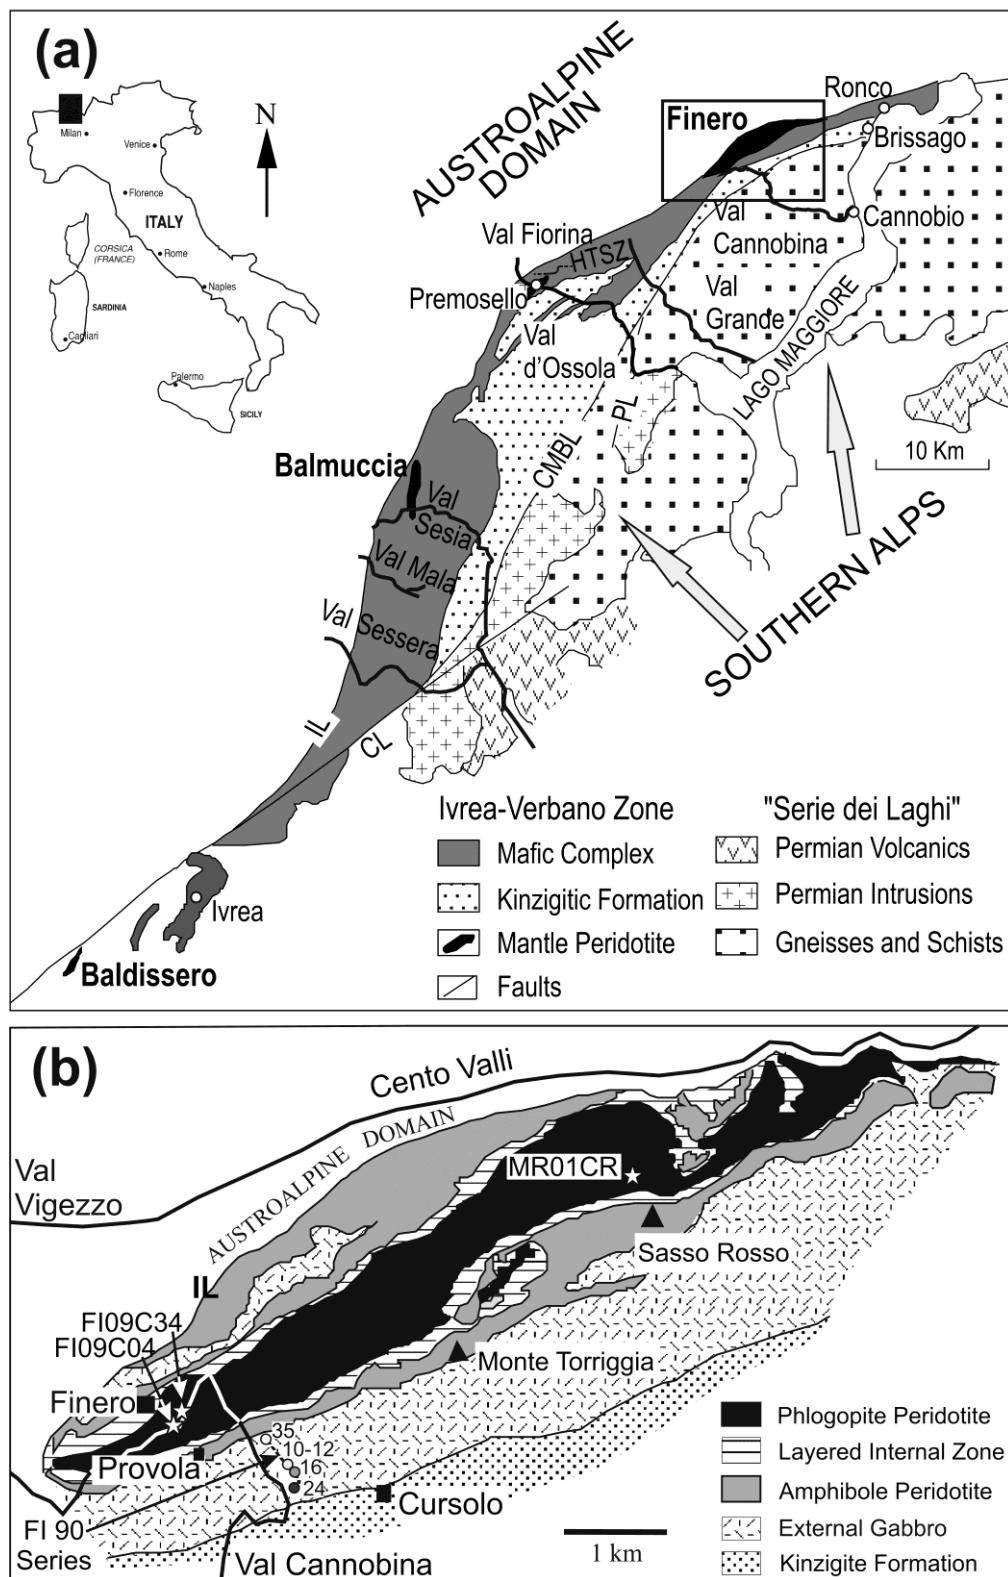 (a)
AUSTROALPINE
DOMAIN
N
Milan
Venice
Florence
ITALY
CORSICA
(FRANCE)
Rome
Naples
SARDINIA
Cagliari
Palermo
SICILY
Ronco
Finero
Brissago
Cannobio
Val
Cannobina
Val Fiorina
HTSZ
Premosello
Val
Grande
Val
d'Ossola
LAGO MAGGIORE
PL
CMBL
10 Km
Balmuccia
Val
Sesia
Val Mala
Val Sessera
SOUTHERN ALPS
IL
CL
Ivrea
Baldissero
Ivrea-Verbano Zone
Mafic Complex
Kinzigitic Formation
Mantle Peridotite
Faults
"Serie dei Laghi"
Permian Volcanics
Permian Intrusions
Gneisses and Schists
(b)
Cento Valli
Val
Vigezzo
AUSTROALPINE DOMAIN
MR01CR
Sasso Rosso
IL
FI09C34
FI09C04
Monte Torriggia
Finero
Provola
35
10-12
16
24
Cursolo
FI 90
Series
Val Cannobina
1 km
Phlogopite Peridotite
Layered Internal Zone
Amphibole Peridotite
External Gabbro
Kinzigite Formation